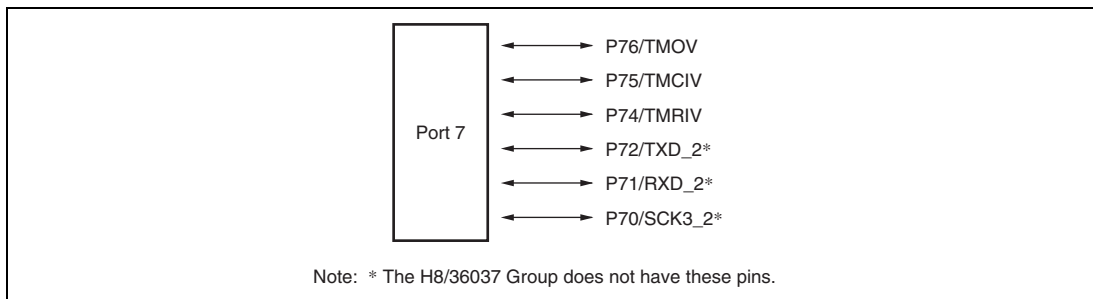 P76/TMOV
P75/TMCIV
P74/TMRIV
Port 7
P72/TXD_2*
P71/RXD_2*
P70/SCK3_2*
Note: * The H8/36037 Group does not have these pins.